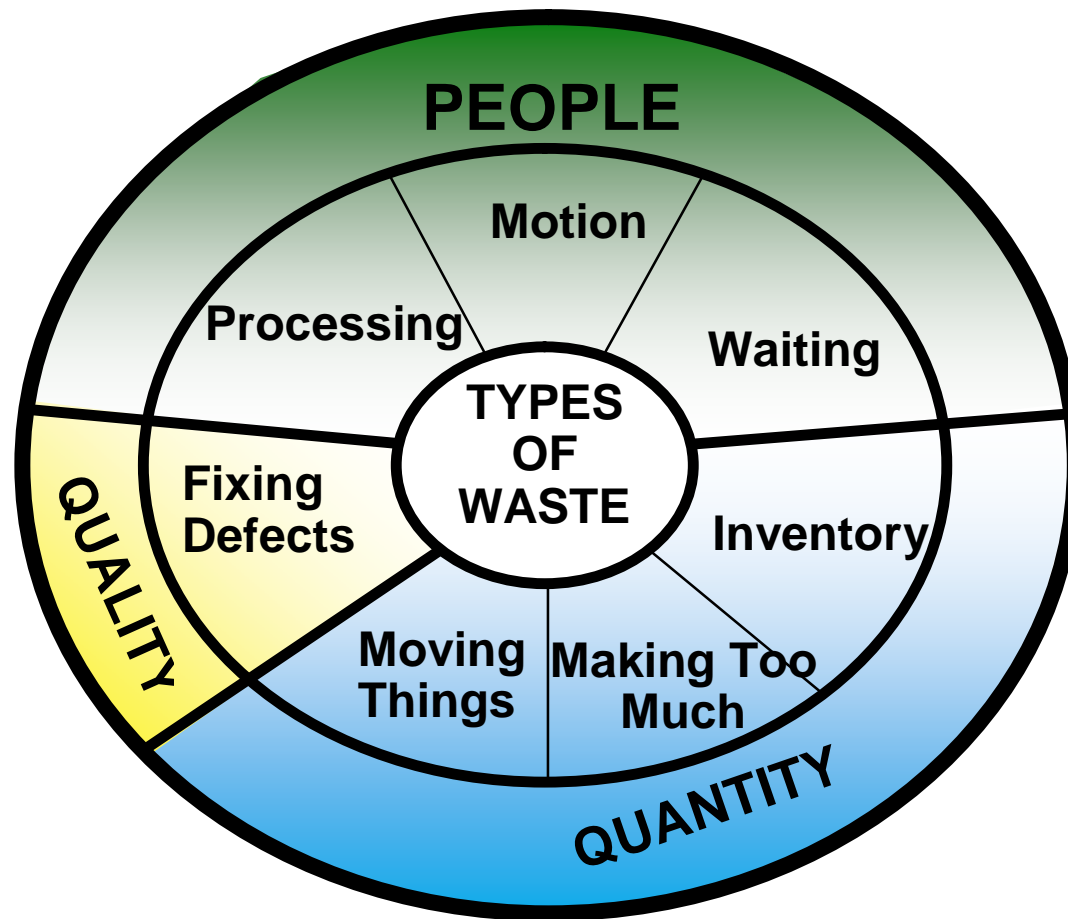 PEOPLE
Motion
Processing
Waiting
TYPES
OF
WASTE
Fixing
Defects
QUALITY
Inventory
Moving
Things
Making Too
Much
QUANTITY